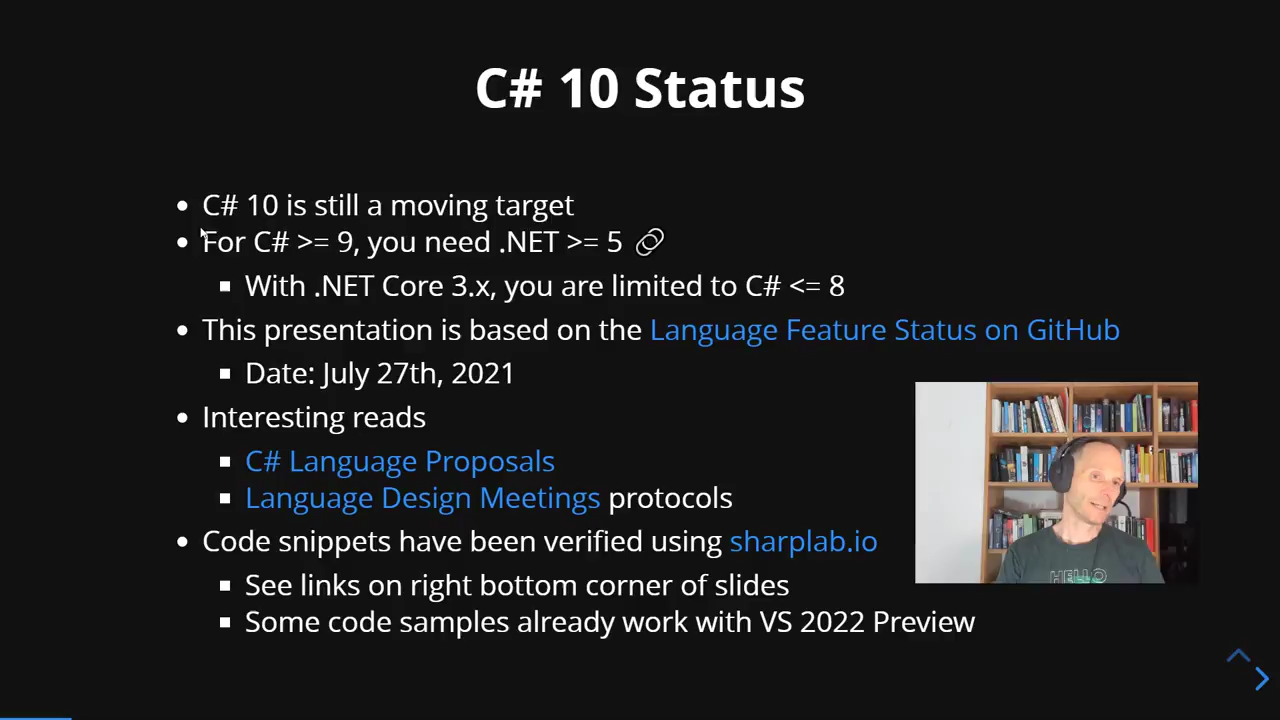 C# 10 Status
C# 10 is still a moving target
For C# >= 9, you need .NET >= 5
With .NET Core 3.x, you are limited to C# <= 8
This presentation is based on the Language Feature Status on GitHub
Date: July 27th, 2021
Interesting reads
C# Language Proposals
Language Design Meetings protocols
Code snippets have been verified using sharplab.io
See links on right bottom corner of slides
Some code samples already work with VS 2022 Preview
HELLO